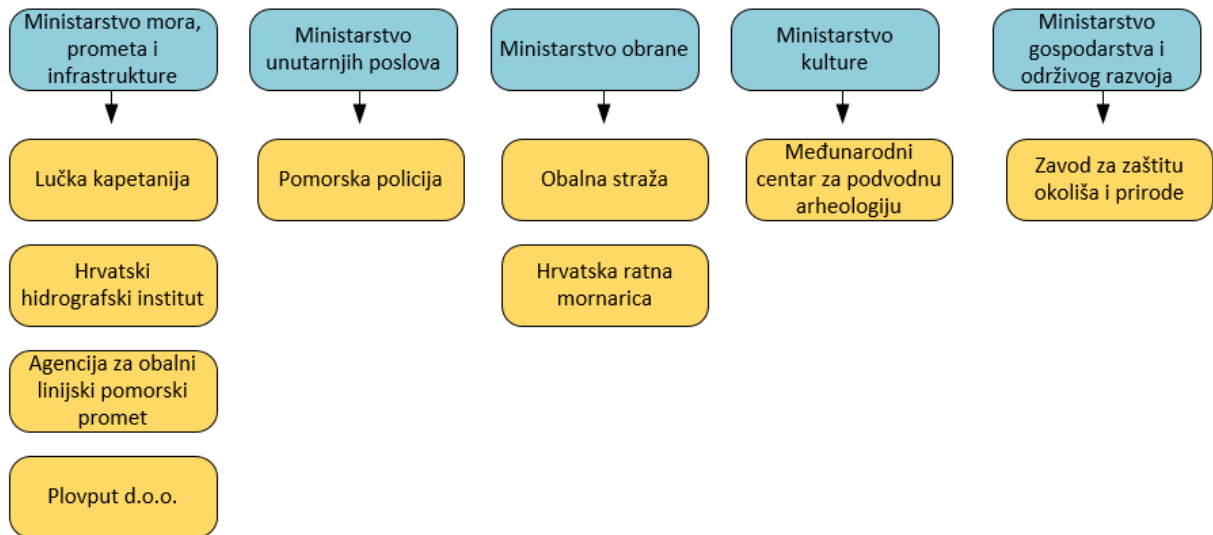 Ministarstvo mora,
prometa i
infrastrukture
Ministarstvo
unutarnjih poslova
Ministarstvo obrane
Ministarstvo
kulture
Ministarstvo
gospodarstva i
održivog razvoja
Lučka kapetanija
Pomorska policija
Obalna straža
Međunarodni
centar za podvodnu
arheologiju
Zavod za zaštitu
okoliša i prirode
Hrvatski
hidrografski institut
Hrvatska ratna
mornarica
Agencija za obalni
linijski pomorski
promet
Plovput d.o.o.